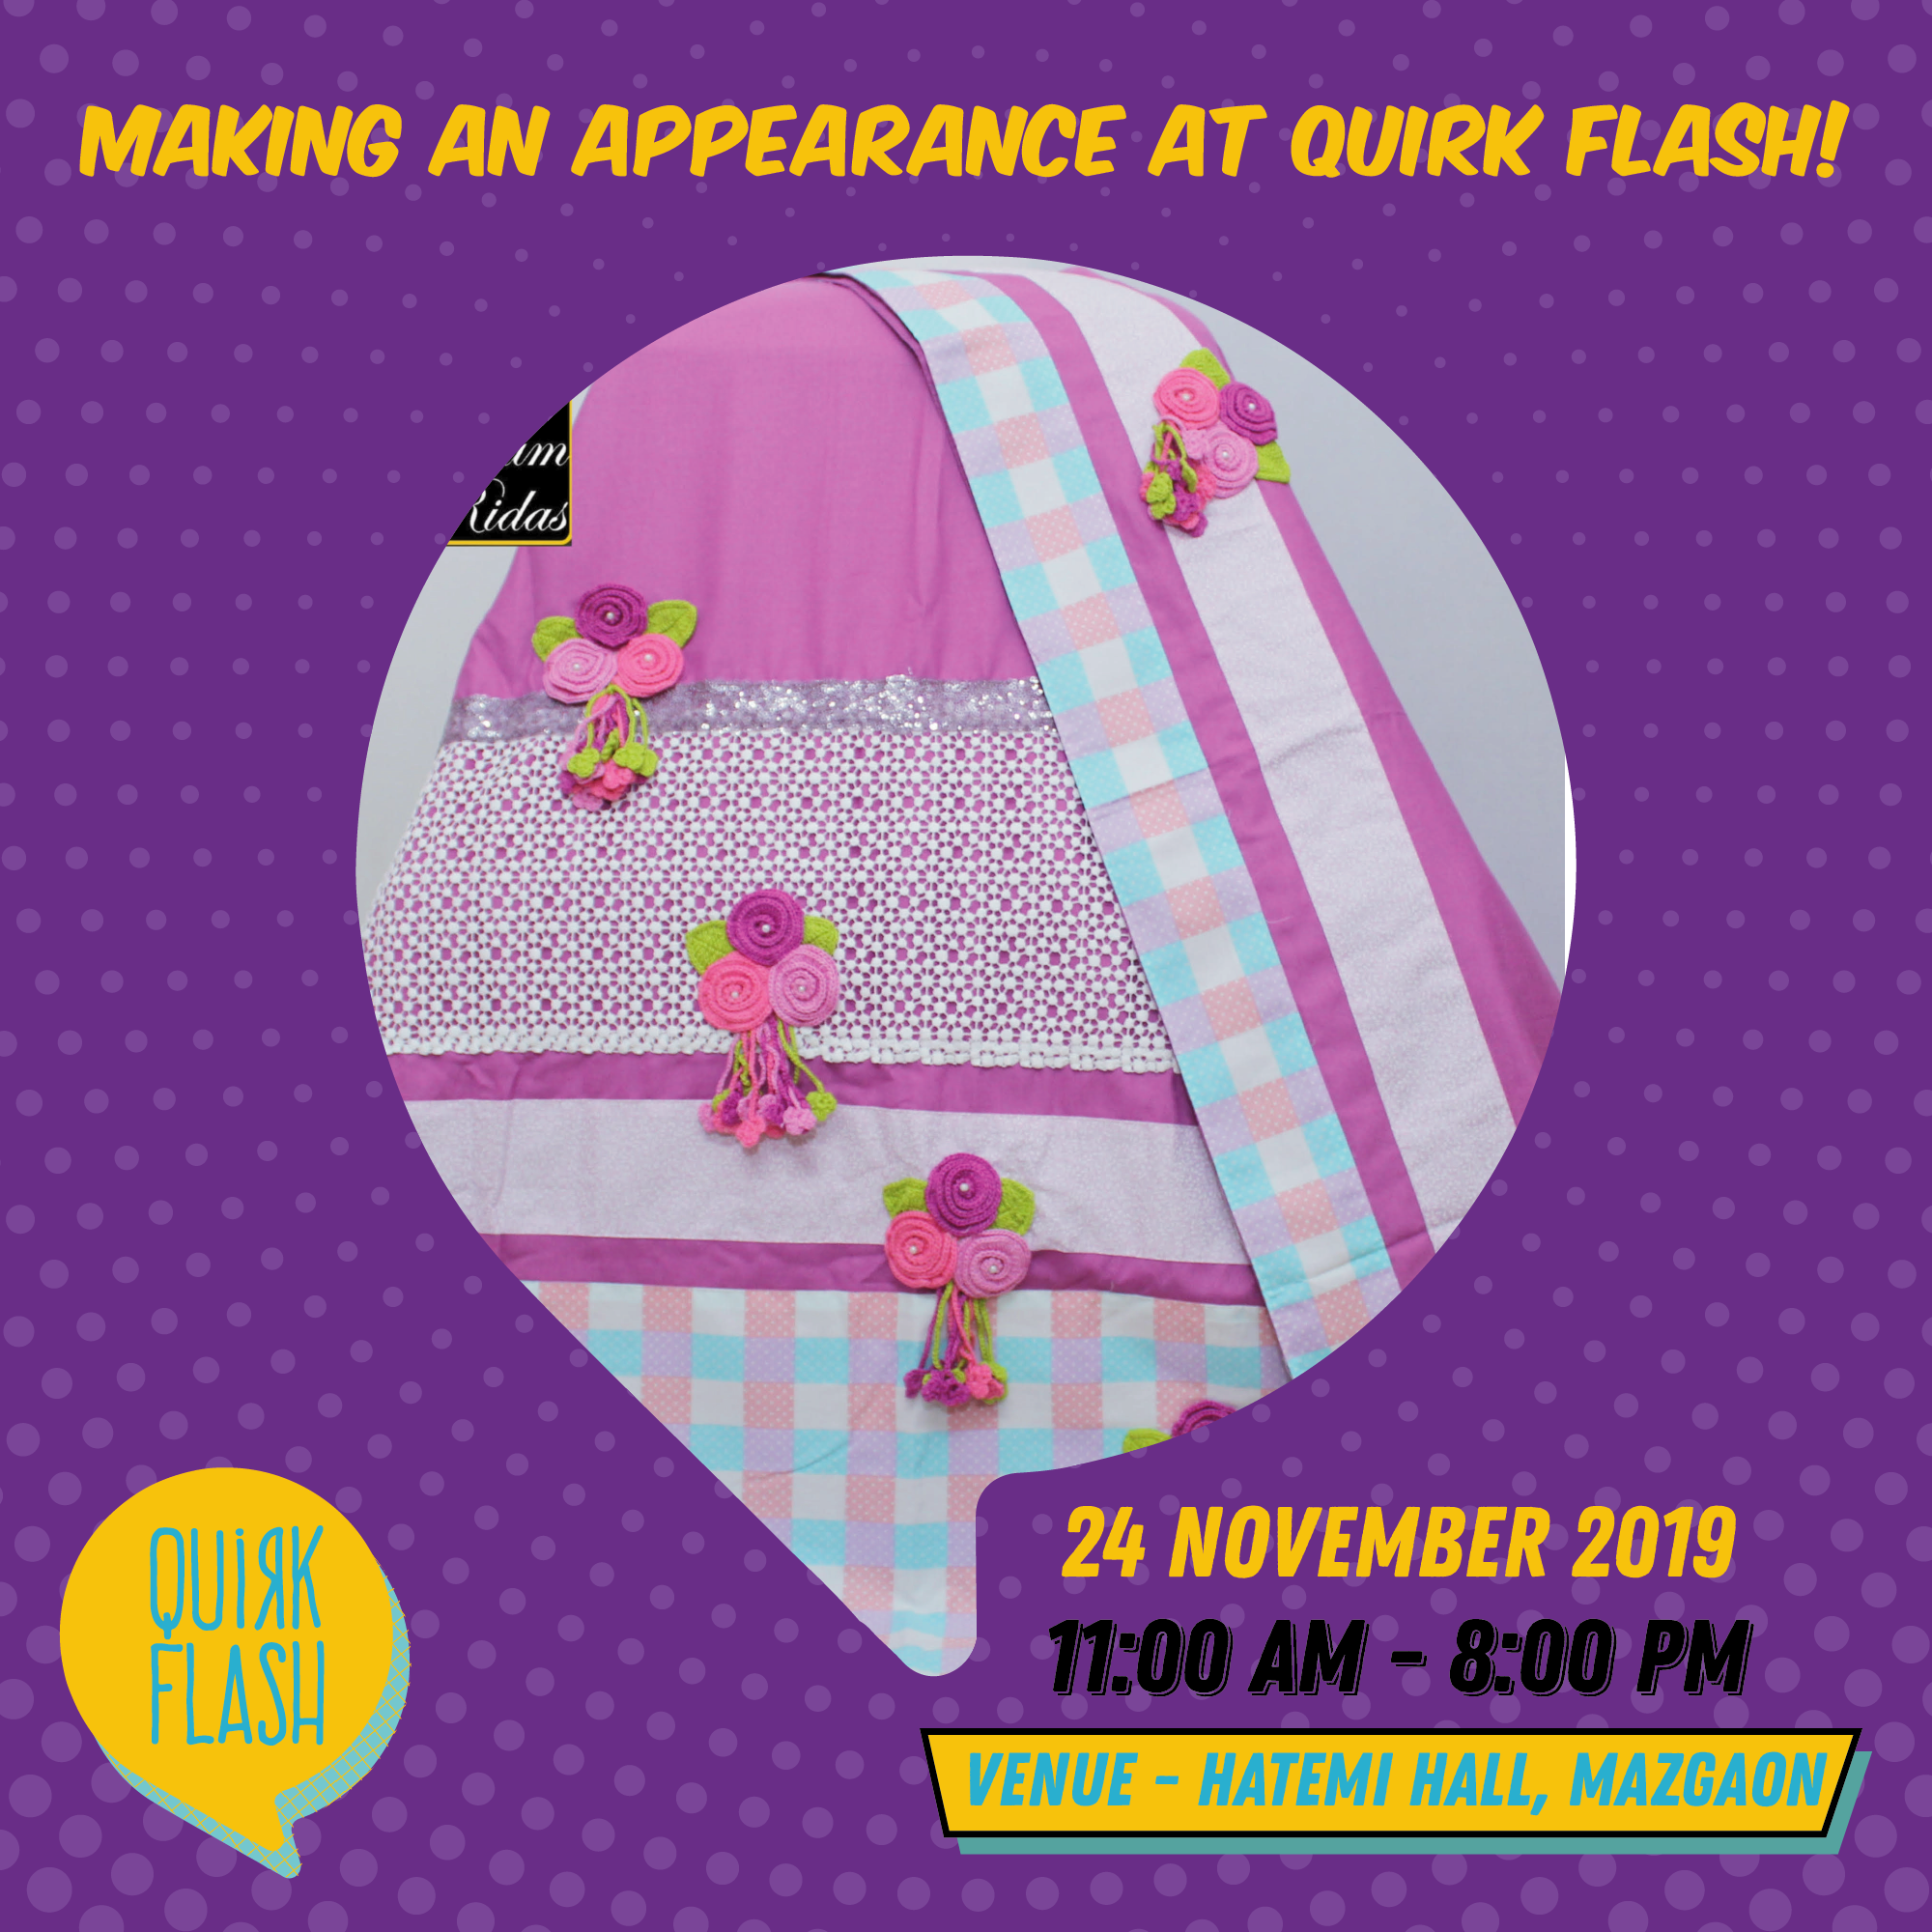 MAKING AN APPEARANCE AT QUIRK FLASH!
Ridas
QUIRK
FLASH
24 NOVEMBER 2019
11:00 AM - 8:00 PM
VENUE - HATEMI HALL, MAZGAON